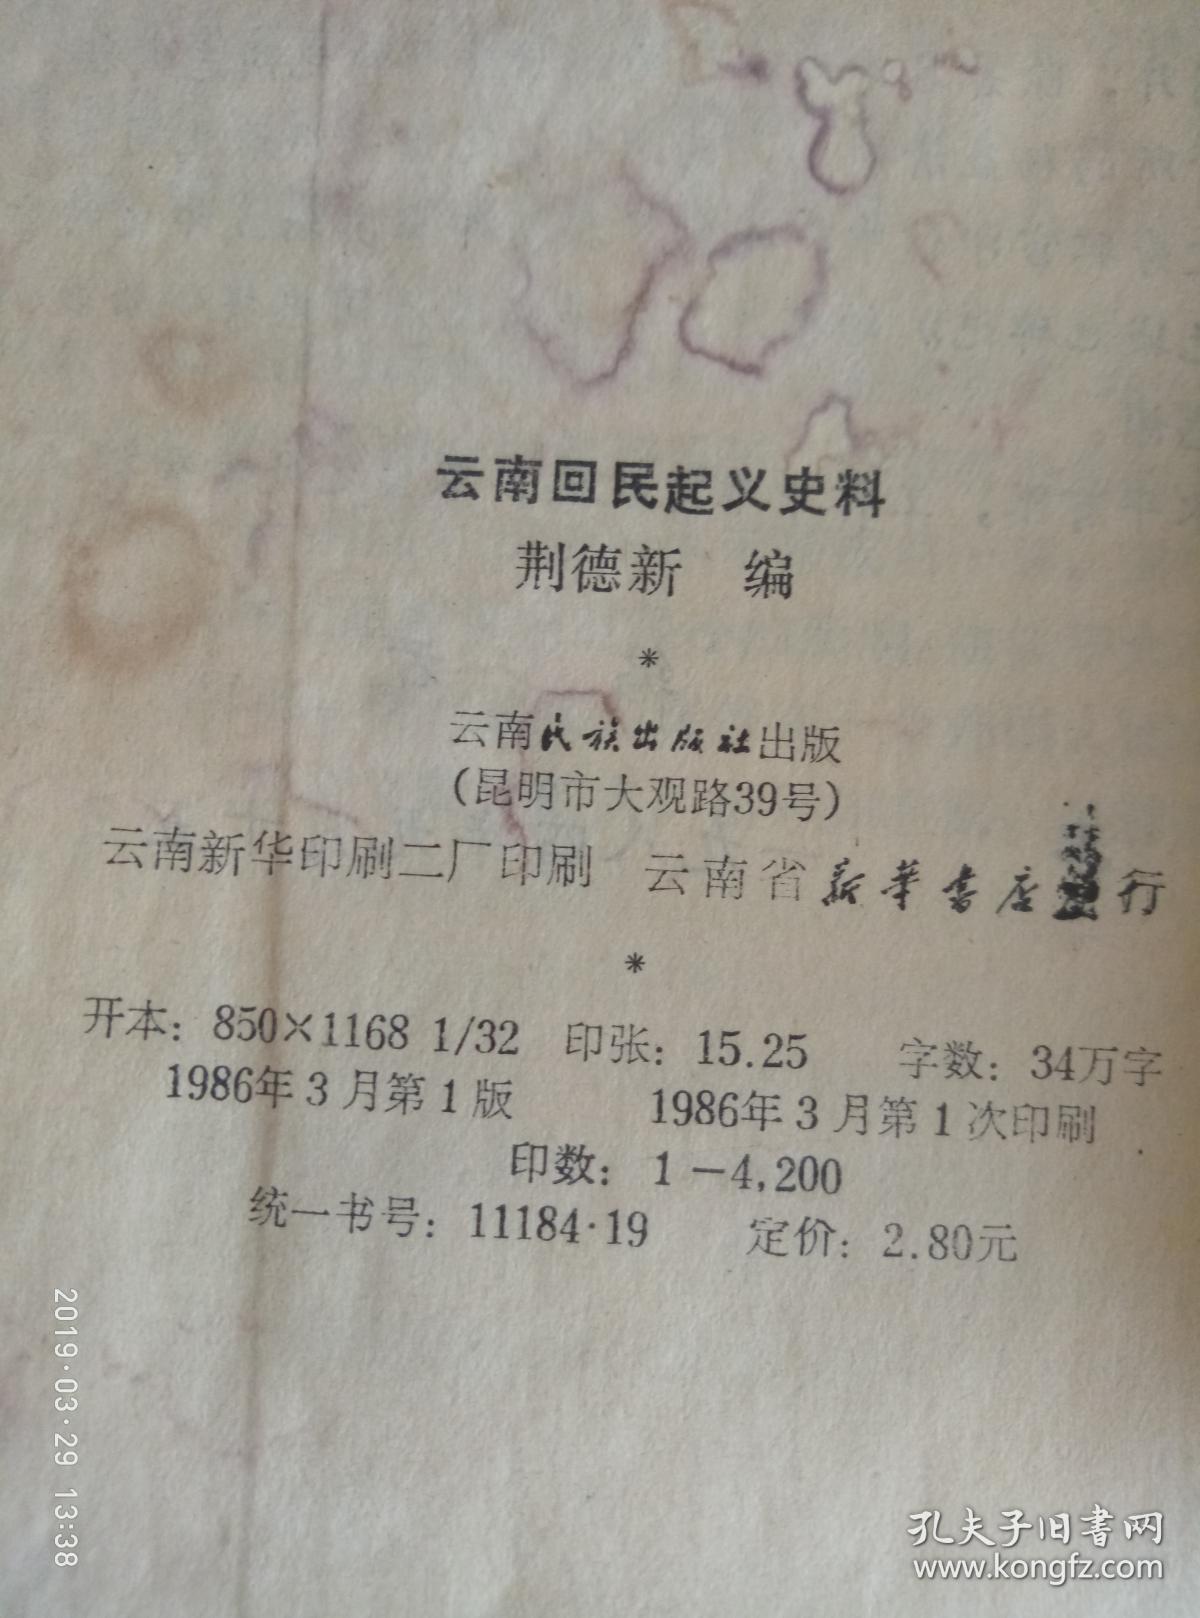 云南回民起义史料
荆德新 编
*
云南民族出版社出版
(昆明市大观路39号)
云南新华印刷二厂印刷 云南省新華書店 行
*
开本：850×1168 1/32 印张：15.25 字数：34万字
1986年3月第1版 1986年3月第1次印刷
印数：1－4,200
统一书号：11184·19 定价：2.80元
2019·03·29 13:38
孔夫子旧书网
www.kongfz.com